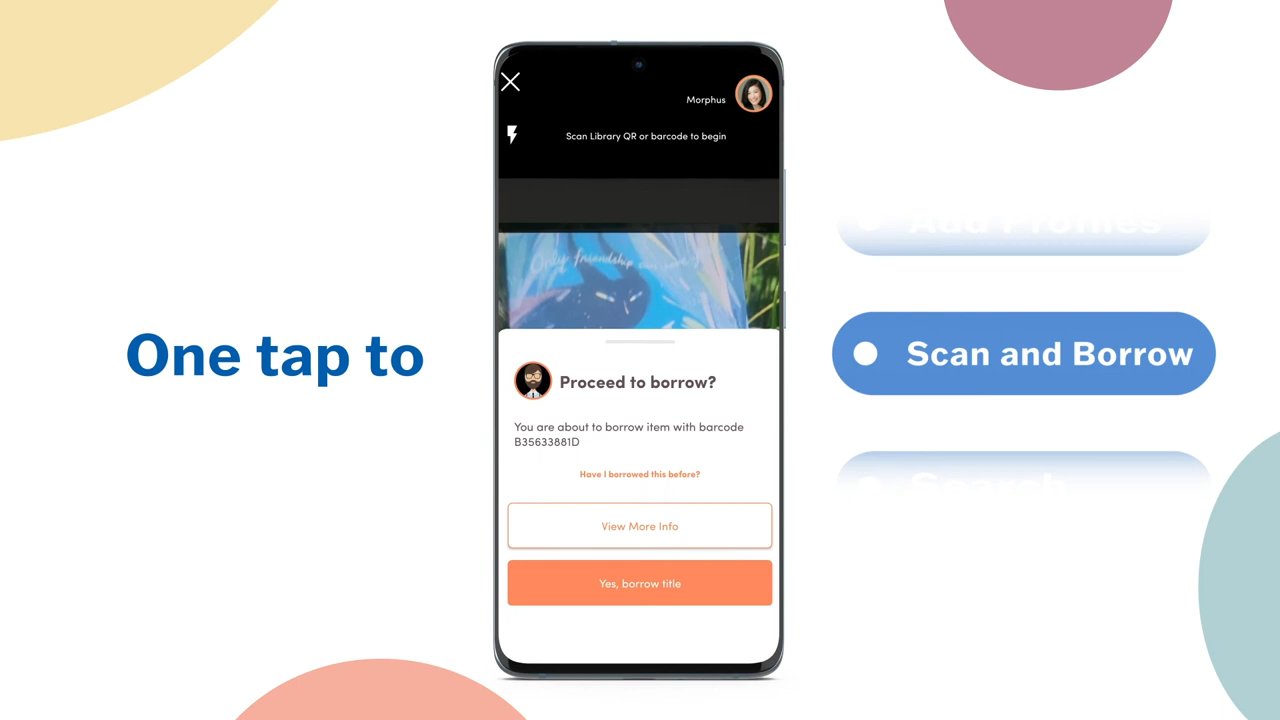 One tap to
Morphus
Scan Library QR or barcode to begin
Only friendship
Proceed to borrow?
You are about to borrow item with barcode
B35633881D
Have I borrowed this before?
View More Info
Yes, borrow title
Add Profiles
Scan and Borrow
Search